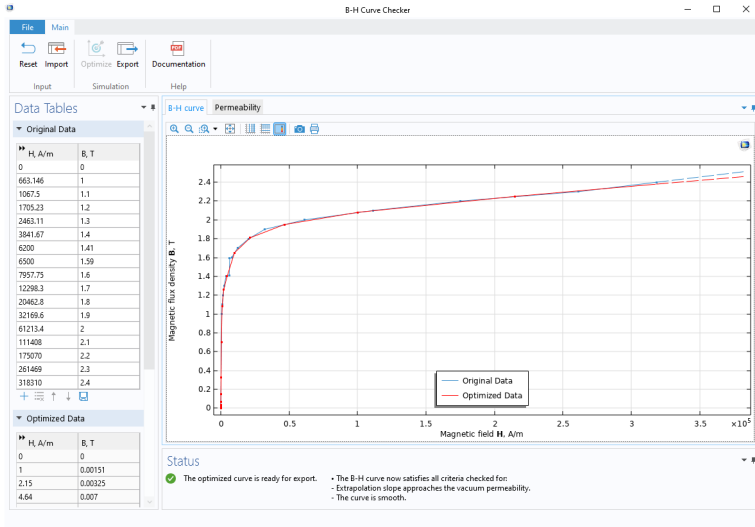 B-H Curve Checker
File Main
Reset Import Optimize Export Documentation
Input Simulation Help
Data Tables
Original Data
H, A/m B, T
0 0
663.146 1
1067.5 1.1
1705.23 1.2
2463.11 1.3
3841.67 1.4
6200 1.41
6500 1.59
7957.75 1.6
12298.3 1.7
20462.8 1.8
32169.6 1.9
61213.4 2
111408 2.1
175070 2.2
261469 2.3
318310 2.4
Optimized Data
H, A/m B, T
0 0
1 0.00151
2.15 0.00325
4.64 0.007
B-H curve Permeability
Magnetic flux density B, T
2.4
2.2
2
1.8
1.6
1.4
1.2
1
0.8
0.6
0.4
0.2
0
0 0.5 1 1.5 2 2.5 3 3.5 ×10⁵
Magnetic field H, A/m
Original Data
Optimized Data
Status
The optimized curve is ready for export.
• The B-H curve now satisfies all criteria checked for:
- Extrapolation slope approaches the vacuum permeability.
- The curve is smooth.
PDF